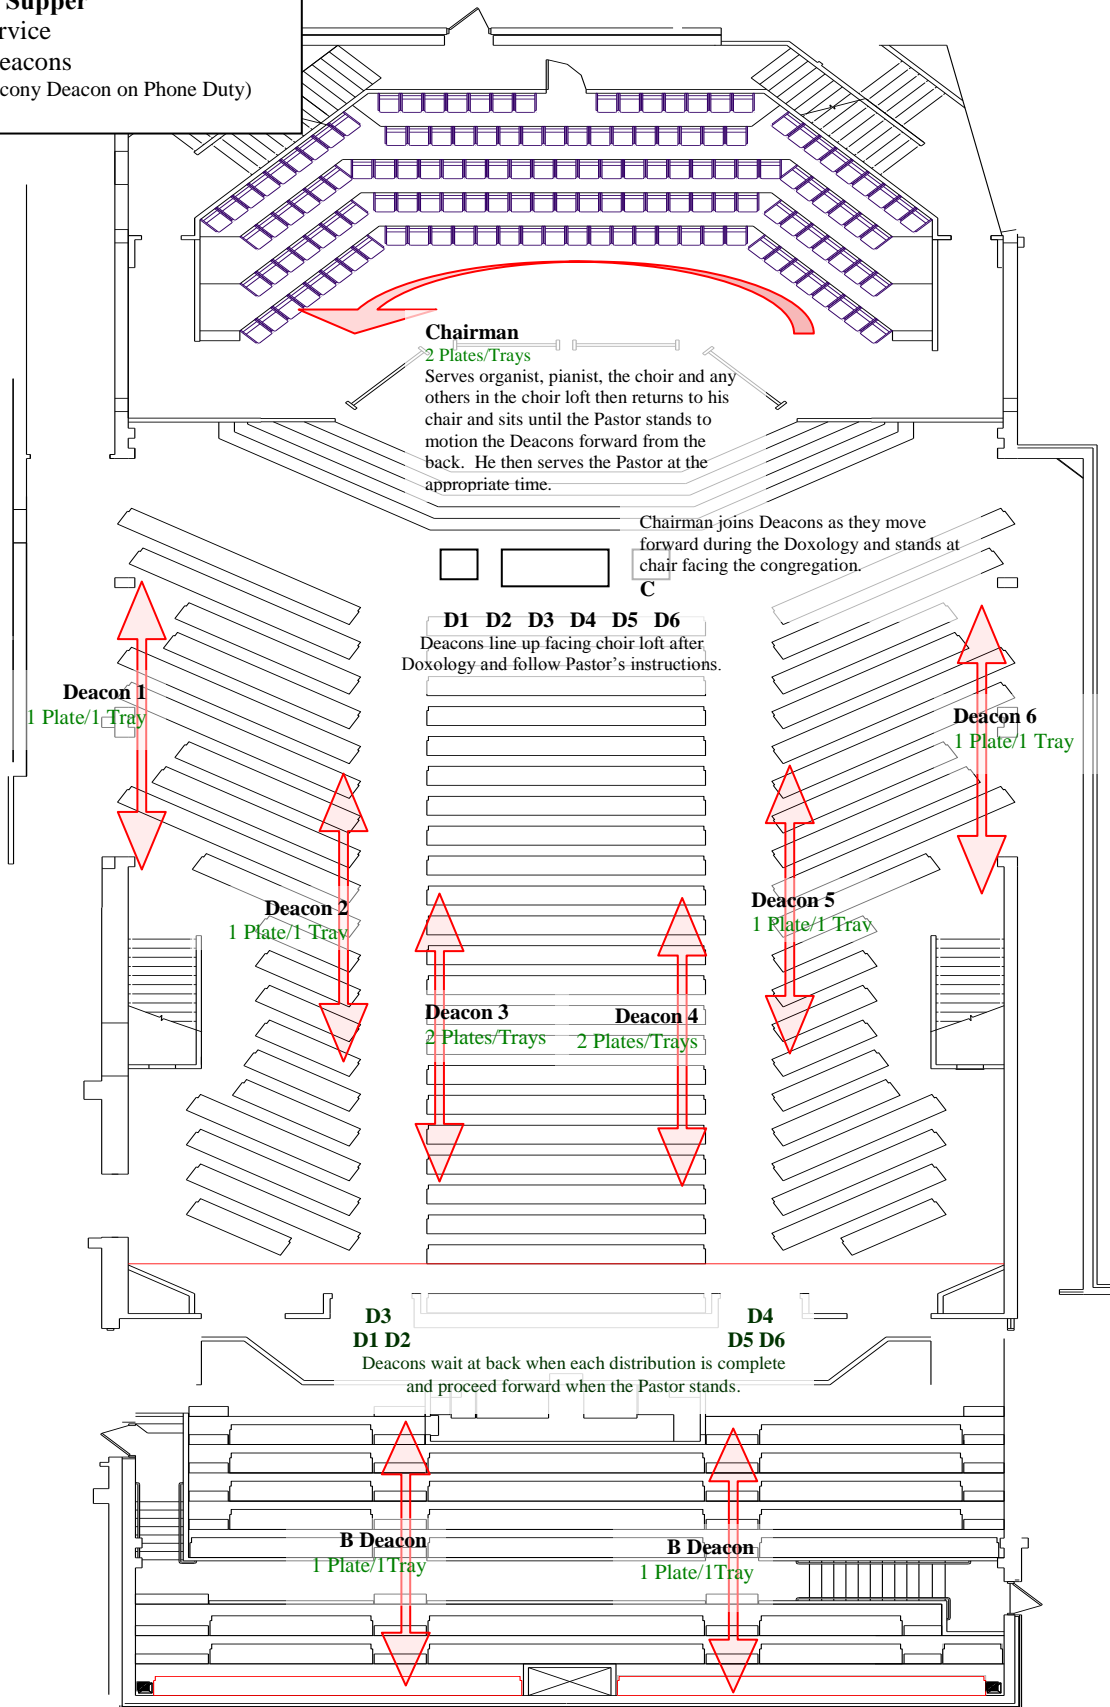 Supper
rvice
eacons
cony Deacon on Phone Duty)
Chairman
2 Plates/Trays
Serves organist, pianist, the choir and any
others in the choir loft then returns to his
chair and sits until the Pastor stands to
motion the Deacons forward from the
back.  He then serves the Pastor at the
appropriate time.
Chairman joins Deacons as they move
forward during the Doxology and stands at
chair facing the congregation.
C
D1 D2 D3 D4 D5 D6
Deacons line up facing choir loft after
Doxology and follow Pastor's instructions.
Deacon 1
1 Plate/1 Tray
Deacon 6
1 Plate/1 Tray
Deacon 2
1 Plate/1 Tray
Deacon 5
1 Plate/1 Tray
Deacon 3
2 Plates/Trays
Deacon 4
2 Plates/Trays
D3
D1 D2
D4
D5 D6
Deacons wait at back when each distribution is complete
and proceed forward when the Pastor stands.
B Deacon
1 Plate/1Tray
B Deacon
1 Plate/1Tray